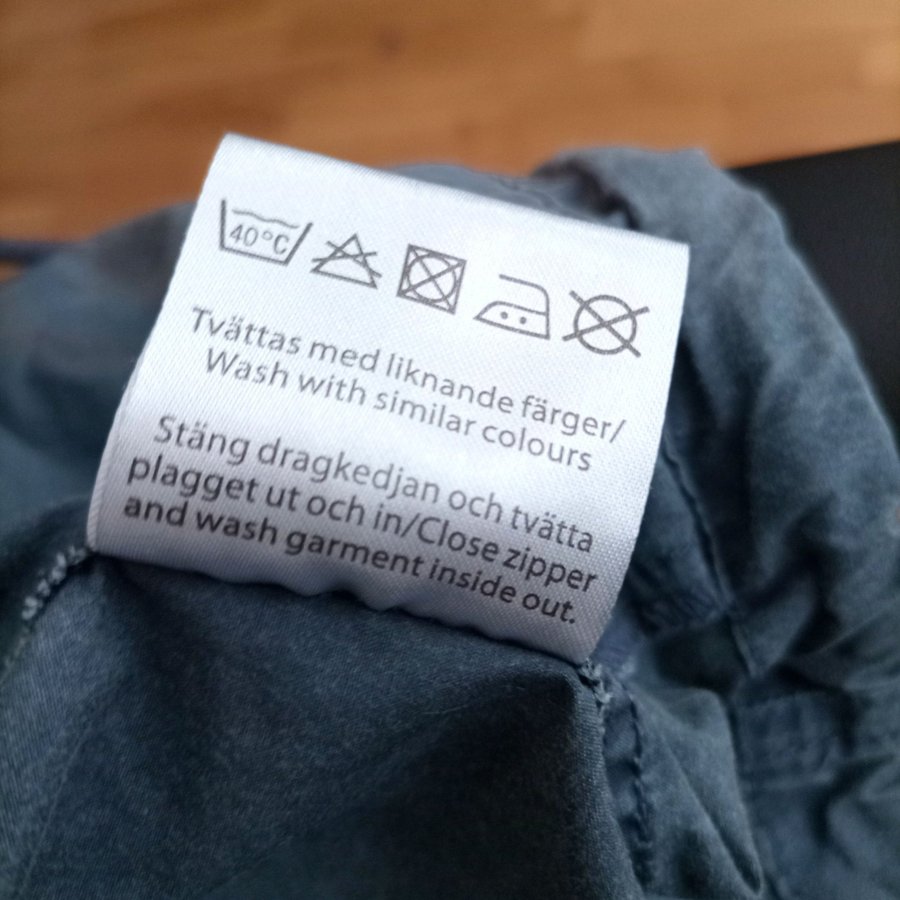 40°C
Tvättas med liknande färger/
Wash with similar colours
Stäng dragkedjan och tvätta
plagget ut och in/Close zipper
and wash garment inside out.